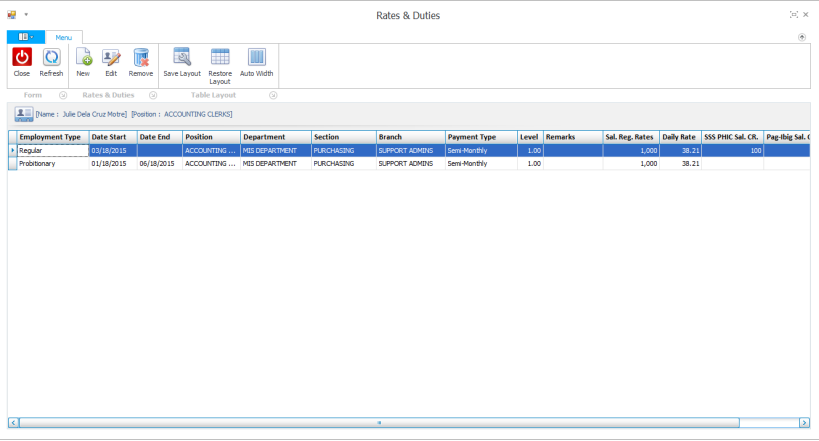 Rates & Duties
Menu
Close Refresh New Edit Remove Save Layout Restore Layout Auto Width
Form Rates & Duties Table Layout
[Name : Julie Dela Cruz Motre] [Position : ACCOUNTING CLERKS]
Employment Type Date Start Date End Position Department Section Branch Payment Type Level Remarks Sal. Reg. Rates Daily Rate SSS PHIC Sal. CR. Pag-Ibig Sal. C
Regular 03/18/2015 ACCOUNTING ... MIS DEPARTMENT PURCHASING SUPPORT ADMINS Semi-Monthly 1.00 1,000 38.21 100
Probitionary 01/18/2015 06/18/2015 ACCOUNTING ... MIS DEPARTMENT PURCHASING SUPPORT ADMINS Semi-Monthly 1.00 1,000 38.21